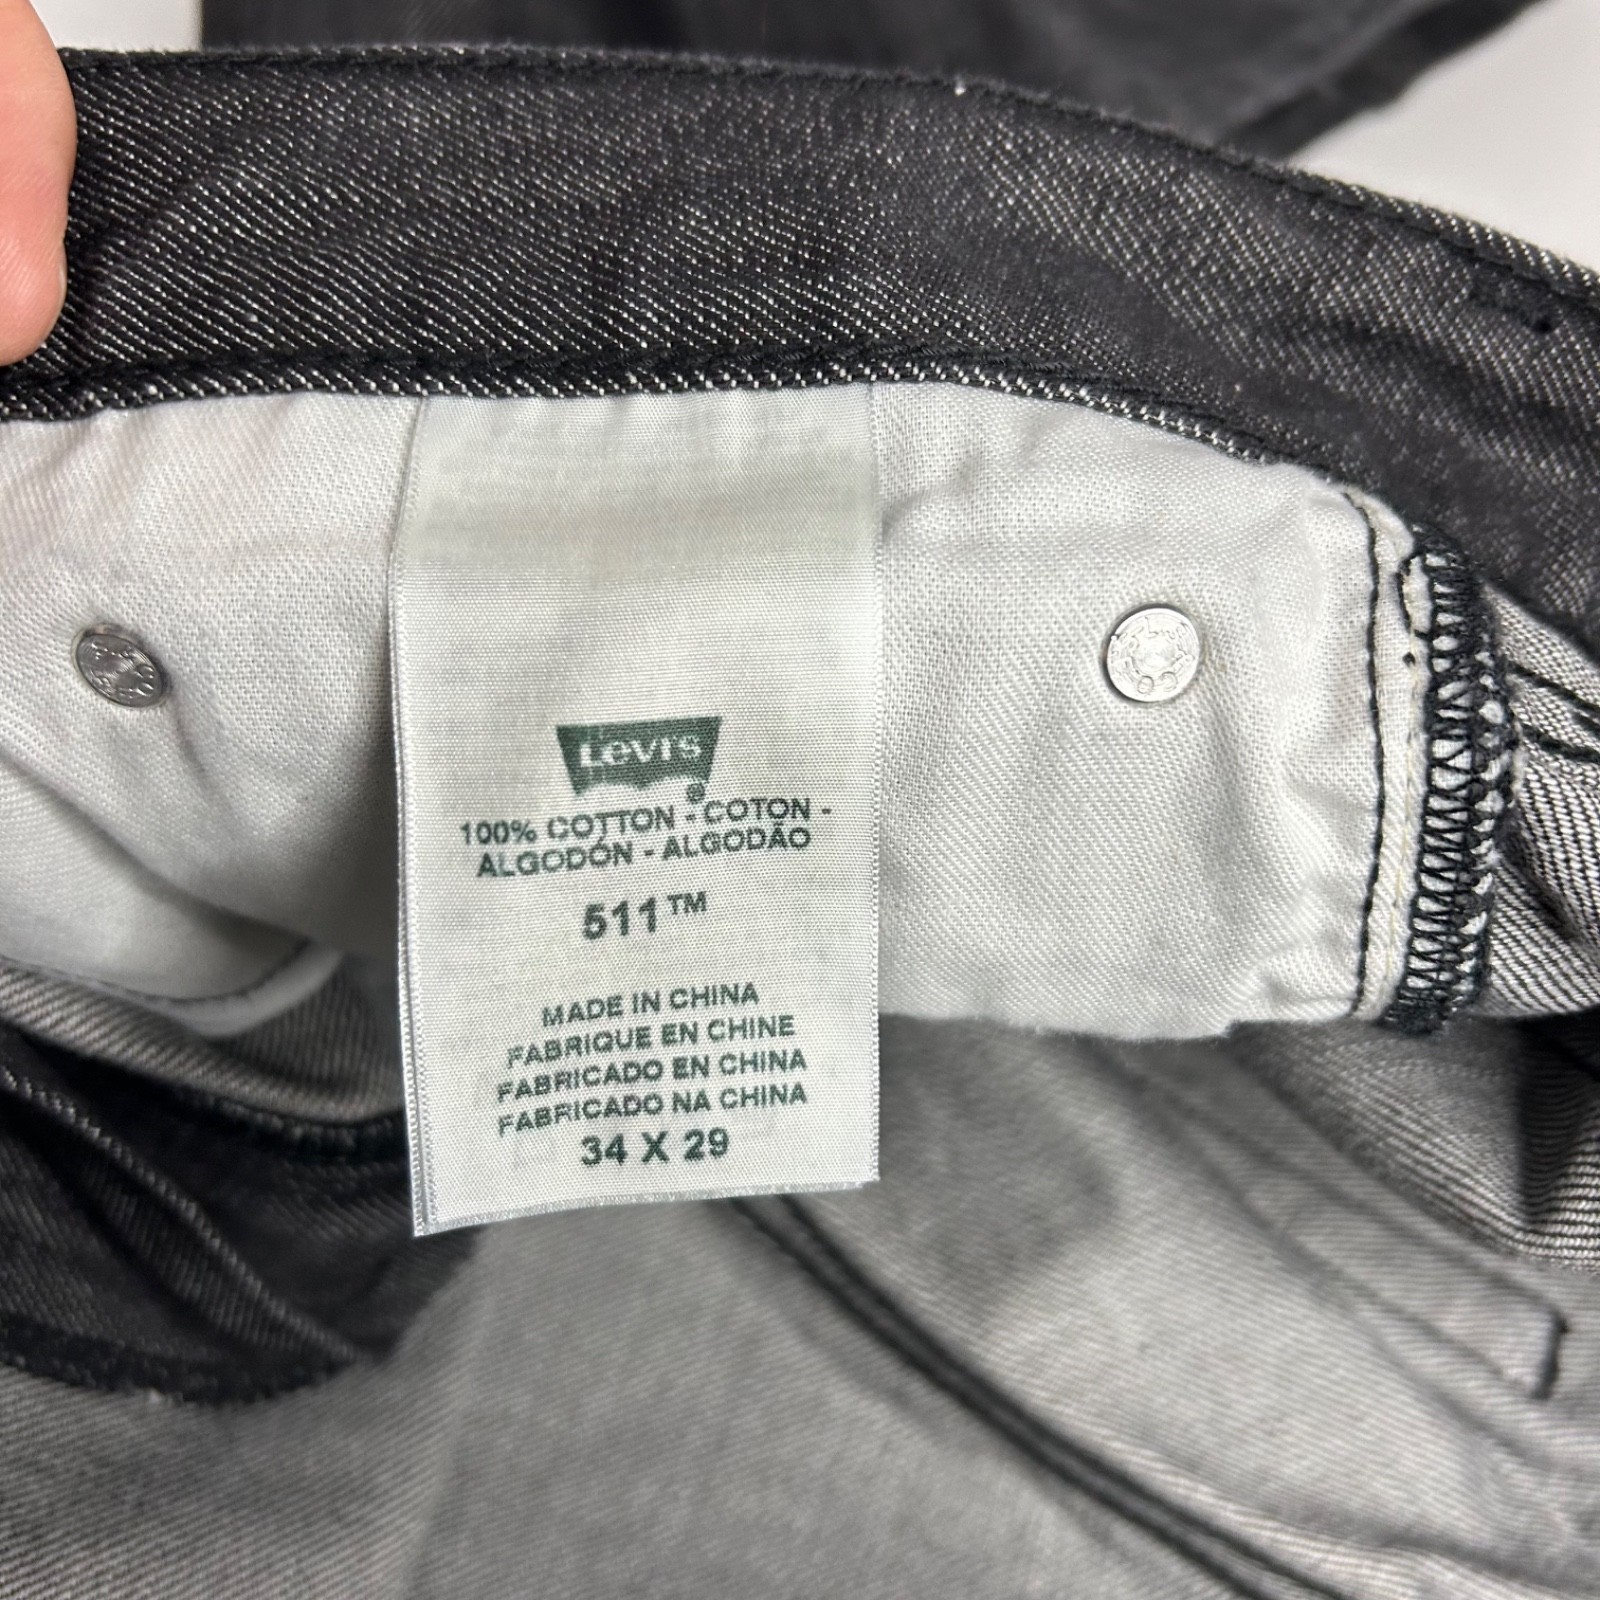 Levi's
®
100% COTTON - COTON -
ALGODÓN - ALGODÃO
511™
MADE IN CHINA
FABRIQUE EN CHINE
FABRICADO EN CHINA
FABRICADO NA CHINA
34 X 29